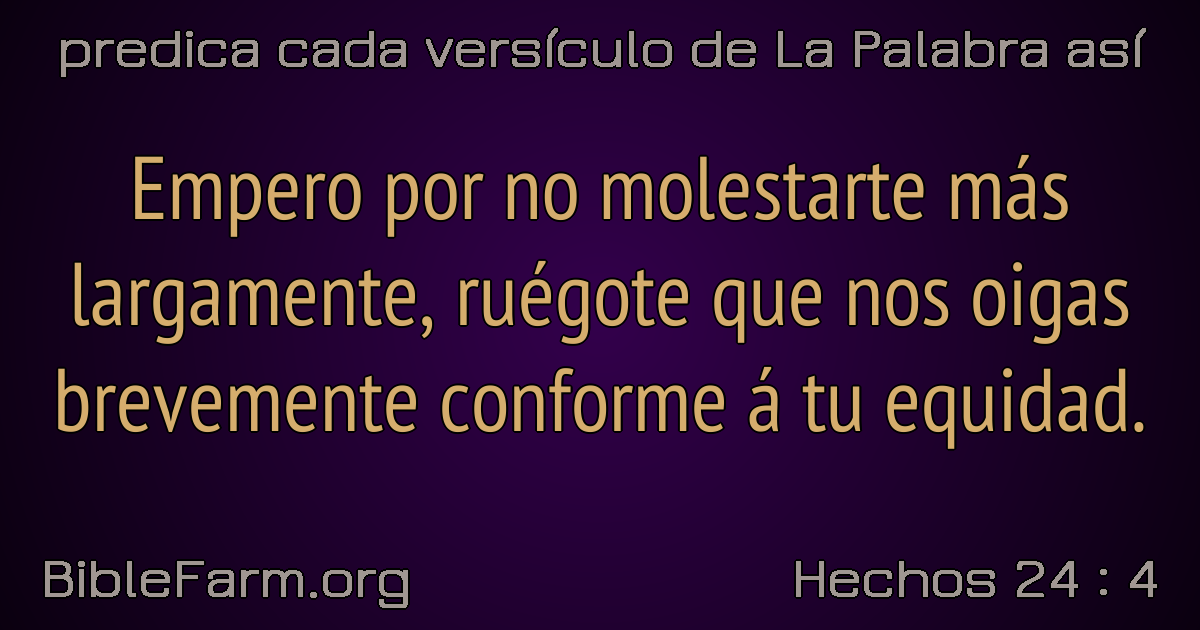 predica cada versículo de La Palabra así
Empero por no molestarte más
largamente, ruégote que nos oigas
brevemente conforme á tu equidad.
BibleFarm.org
Hechos 24 : 4